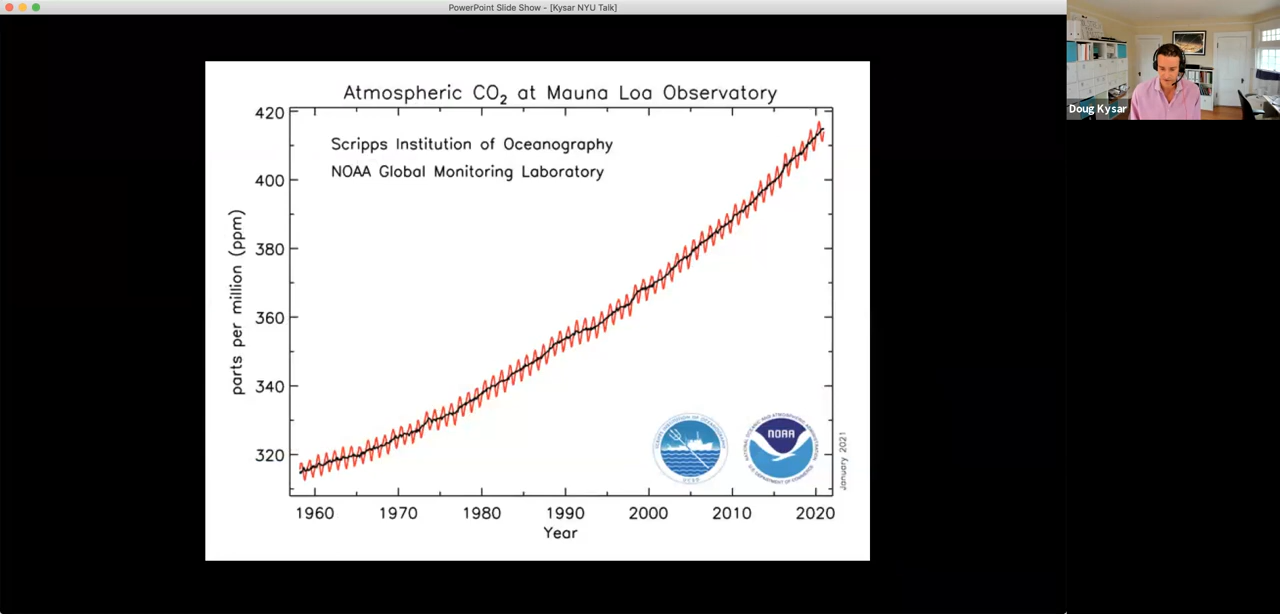 PowerPoint Slide Show - [Kysar NYU Talk]
Doug Kysar
Atmospheric CO₂ at Mauna Loa Observatory
Scripps Institution of Oceanography
NOAA Global Monitoring Laboratory
parts per million (ppm)
420
400
380
360
340
320
1960 1970 1980 1990 2000 2010 2020
Year
NOAA
January 2021